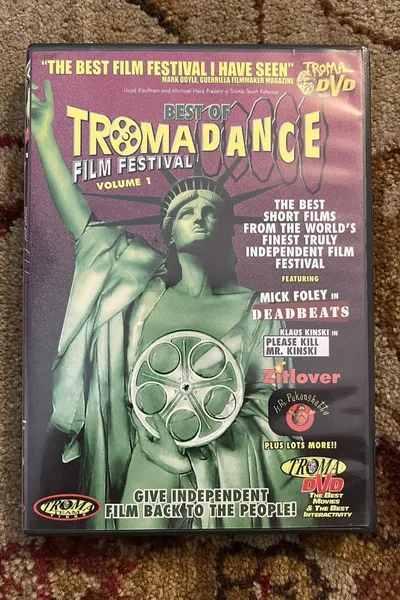 "THE BEST FILM FESTIVAL I HAVE SEEN"
MARK DOYLE, GUERRILLA FILMMAKER MAGAZINE
TROMA
DVD
Lloyd Kaufman and Michael Herz Present a Troma Team Release
BEST OF
TROMADANCE
FILM FESTIVAL
VOLUME 1
THE BEST
SHORT FILMS
FROM THE WORLD'S
FINEST TRULY
INDEPENDENT FILM
FESTIVAL
FEATURING
MICK FOLEY IN
DEADBEATS
KLAUS KINSKI IN
PLEASE KILL
MR. KINSKI
Zitlover
PLUS LOTS MORE!!
TROMA
DVD
THE BEST
MOVIES
& THE BEST
INTERACTIVITY
TROMA
TEAM
GIVE INDEPENDENT
FILM BACK TO THE PEOPLE!